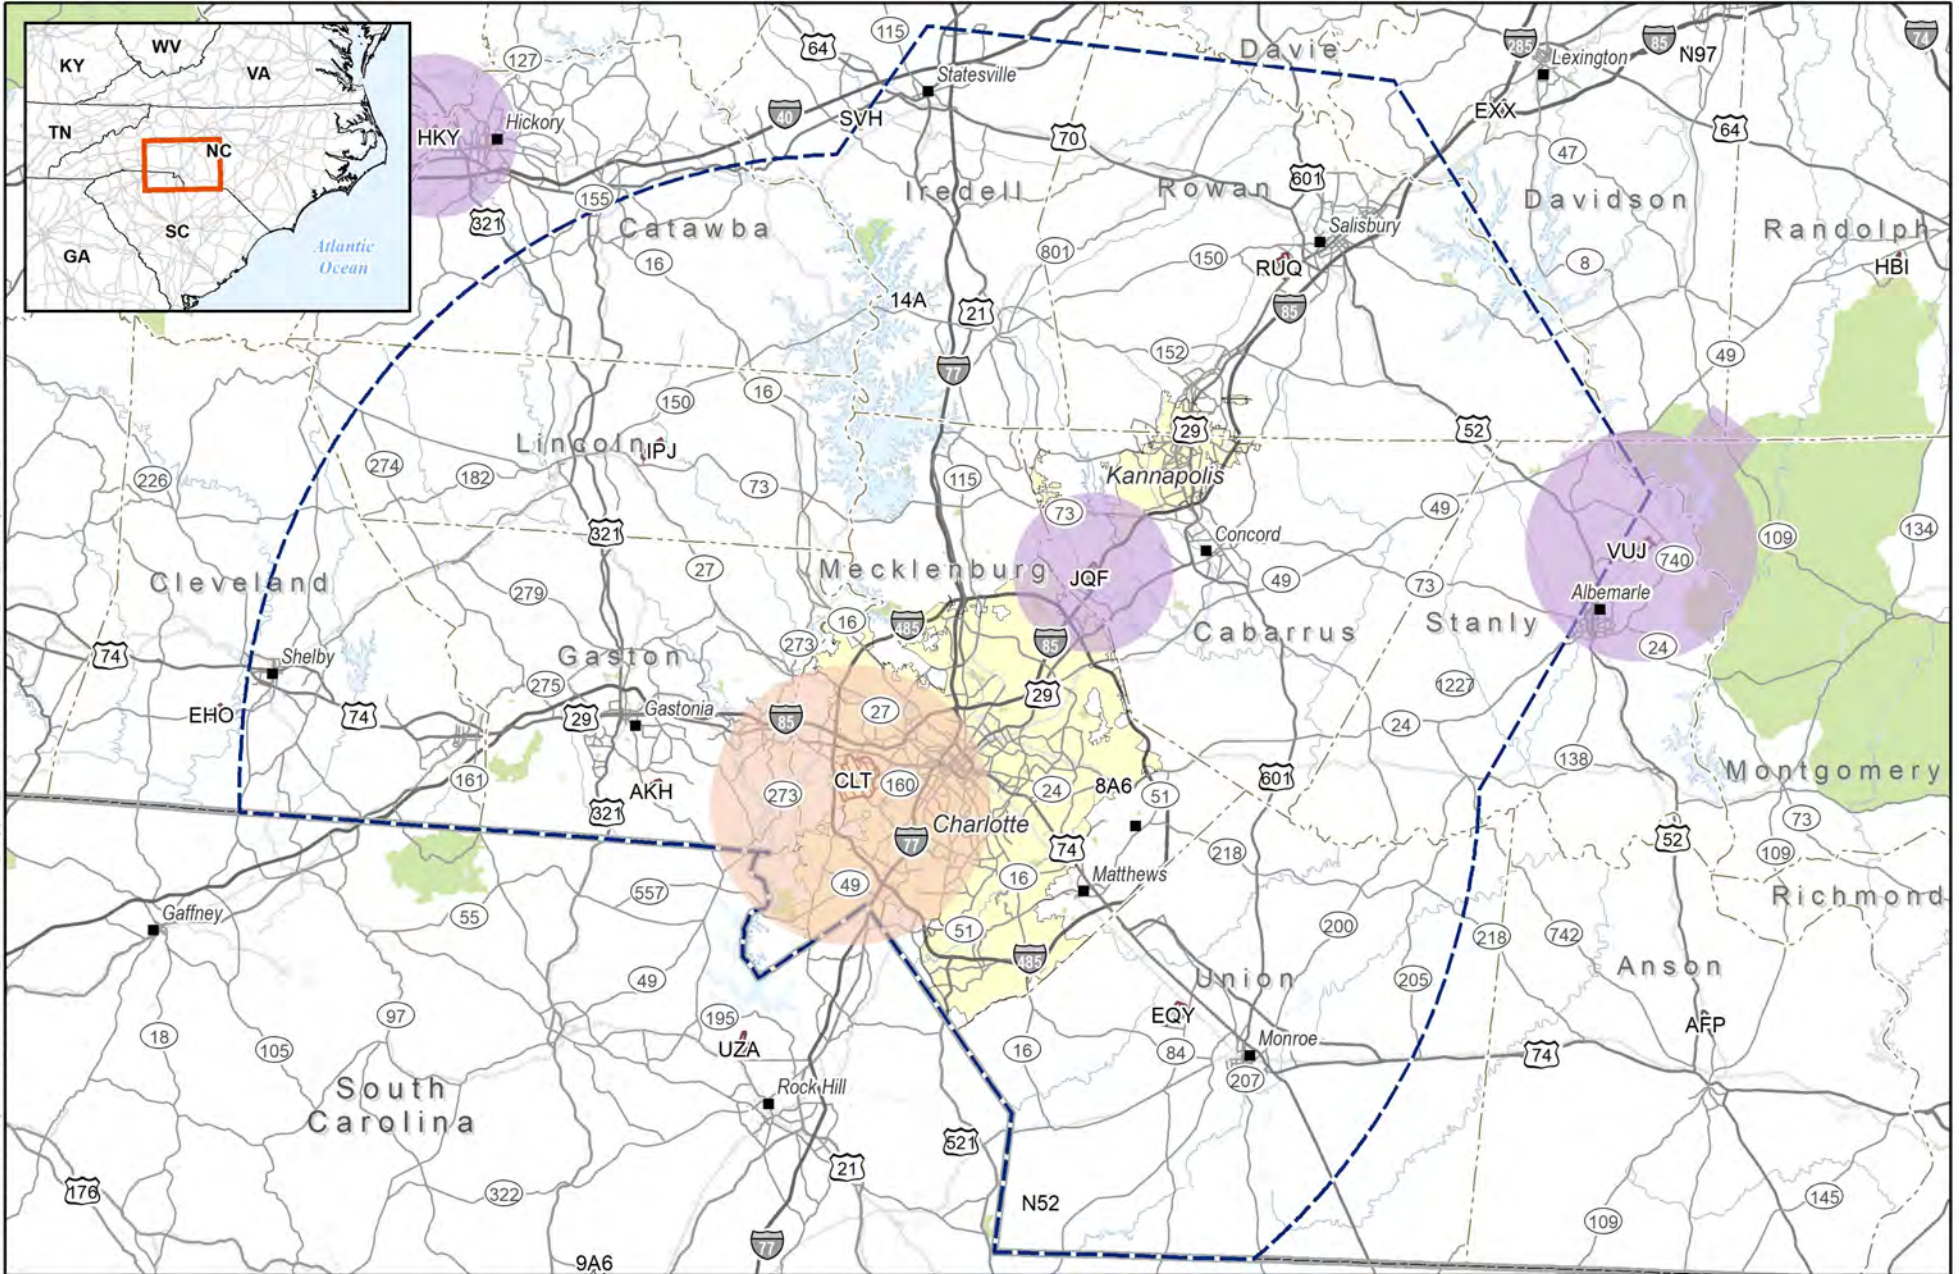 KY
WV
VA
TN
NC
SC
GA
Atlantic
Ocean
127
64
115
Statesville
Davie
285
Lexington
85
N97
74
HKY
Hickory
40
SVH
70
EXX
64
47
155
321
Catawba
Iredell
Rowan
601
Salisbury
Davidson
Randolph
16
801
150
RUQ
8
HBI
14A
21
85
77
152
49
150
16
29
52
Lincoln
IPJ
274
182
226
73
115
Kannapolis
73
49
109
134
321
Concord
VUJ
740
Cleveland
27
Mecklenburg
JQF
49
73
Albemarle
279
16
485
Cabarrus
Stanly
273
85
24
74
Shelby
Gaston
275
29
1227
EHO
74
29
Gastonia
85
27
24
138
161
AKH
273
CLT
160
24
8A6
51
601
Montgomery
321
Charlotte
77
74
218
52
73
109
49
16
Matthews
Richmond
Gaffney
55
557
51
485
200
218
742
49
Union
205
Anson
97
195
EQY
18
105
UZA
16
84
Monroe
74
AFP
207
South
Carolina
Rock Hill
521
21
176
322
N52
145
109
77
9A6